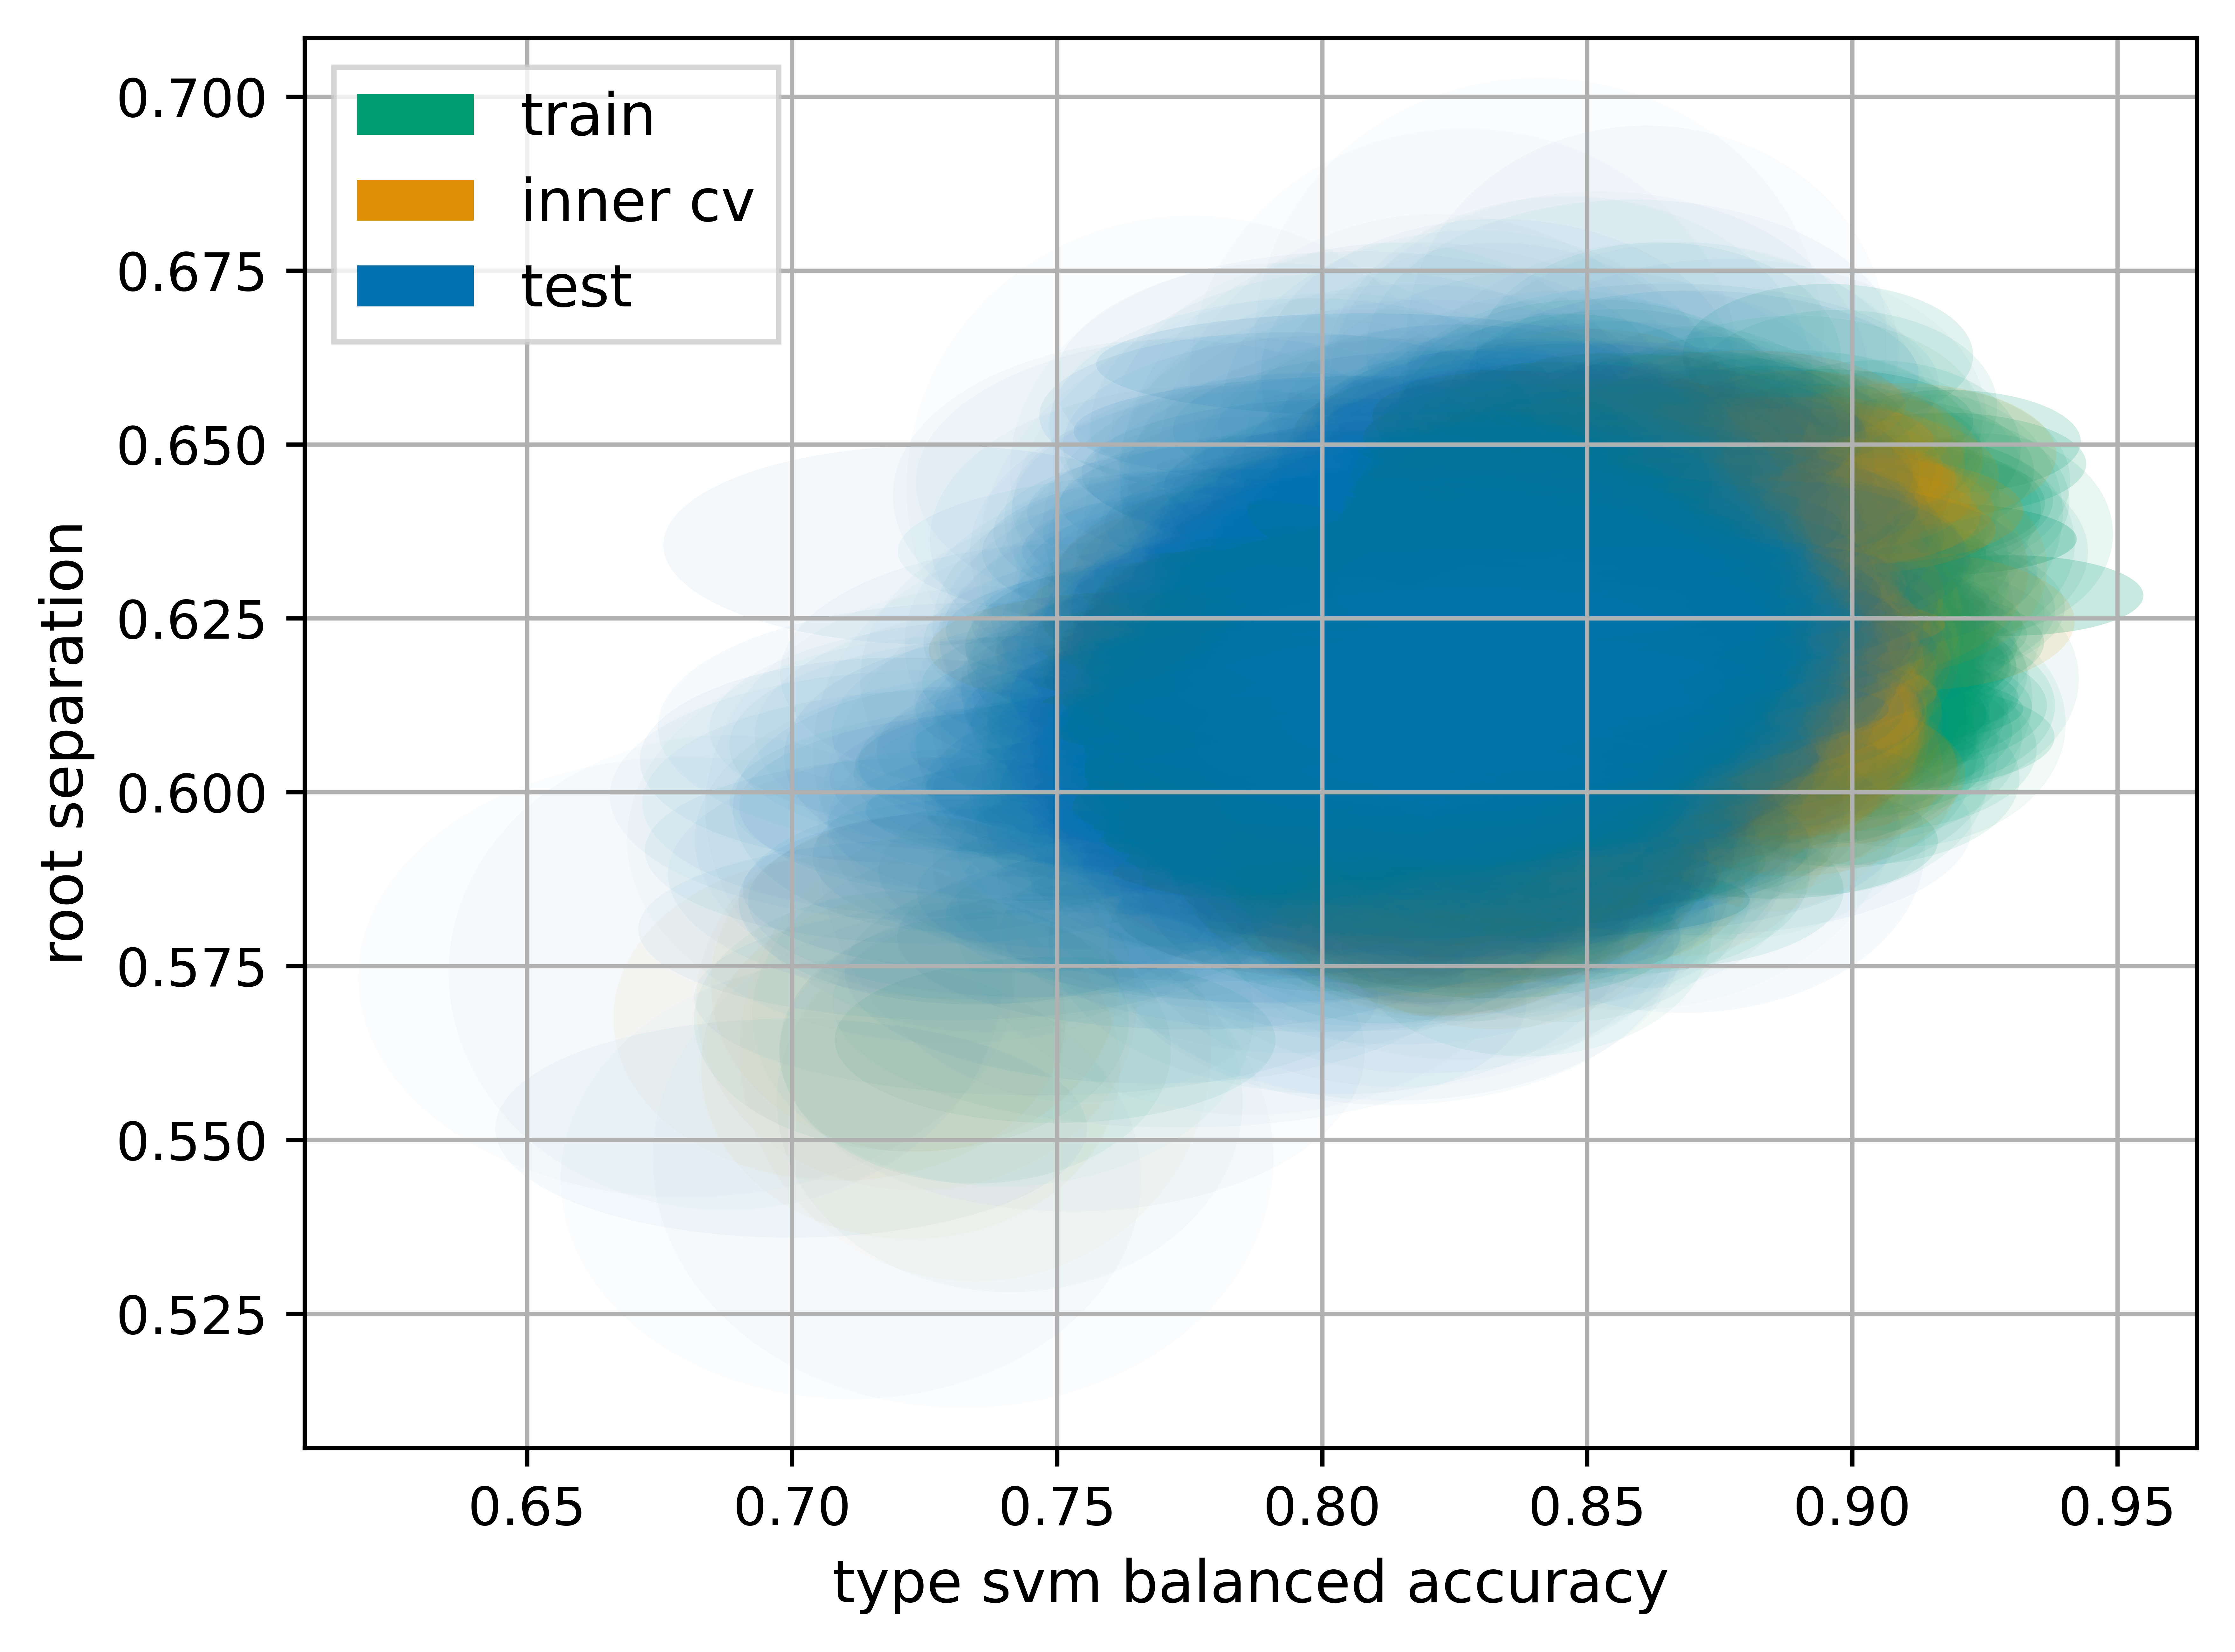 train
inner cv
test
0.700
0.675
0.650
0.625
0.600
0.575
0.550
0.525
root separation
0.65 0.70 0.75 0.80 0.85 0.90 0.95
type svm balanced accuracy